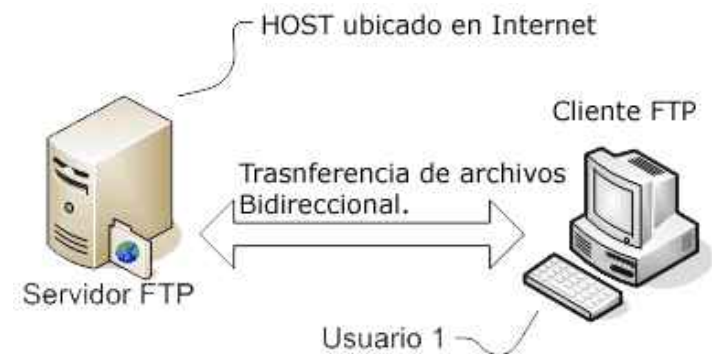 HOST ubicado en Internet
Cliente FTP
Trasnferencia de archivos
Bidireccional.
Servidor FTP
Usuario 1